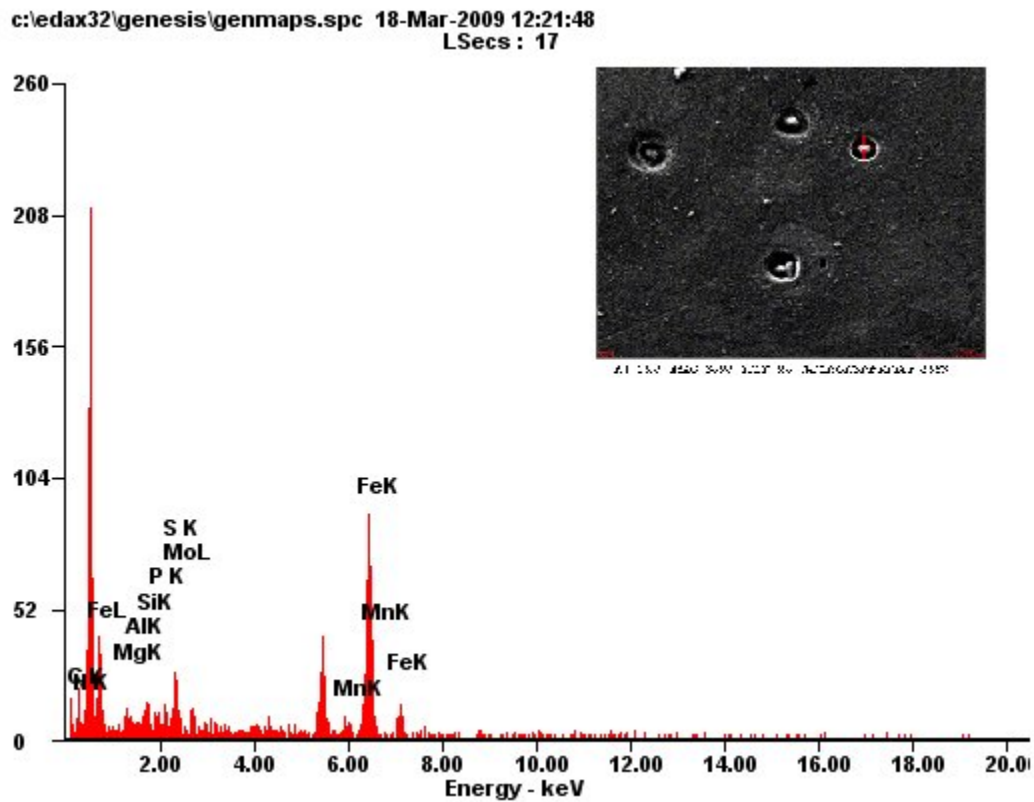 c:\edax32\genesis\genmaps.spc 18-Mar-2009 12:21:48
LSecs : 17
260
208
156
104
52
0
FeK
S K
MoL
P K
SiK
FeL
AlK
MgK
MnK
FeK
MnK
2.00 4.00 6.00 8.00 10.00 12.00 14.00 16.00 18.00
Energy - keV